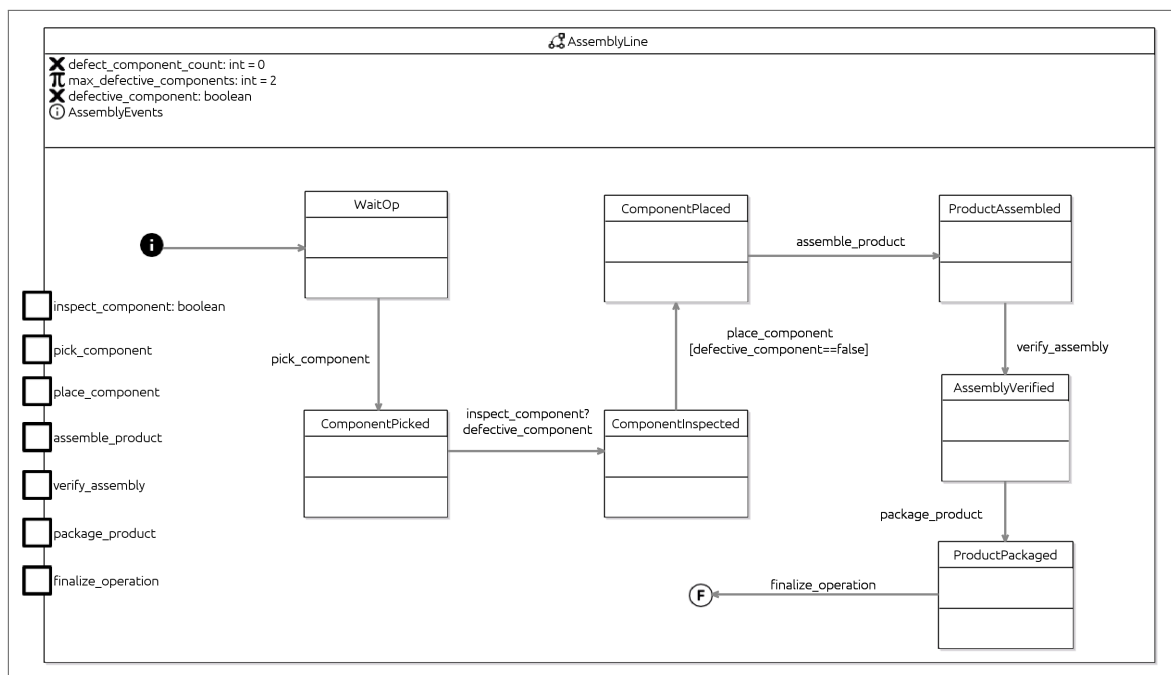 AssemblyLine
defect_component_count: int = 0
max_defective_components: int = 2
defective_component: boolean
AssemblyEvents
WaitOp
ComponentPlaced
ProductAssembled
assemble_product
inspect_component: boolean
pick_component
place_component
assemble_product
verify_assembly
package_product
finalize_operation
pick_component
place_component
[defective_component==false]
verify_assembly
ComponentPicked
inspect_component?
defective_component
ComponentInspected
AssemblyVerified
package_product
ProductPackaged
finalize_operation
F